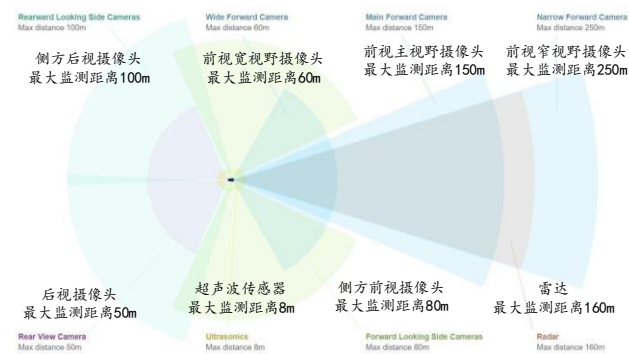 Rearward Looking Side Cameras
Max distance 100m
Wide Forward Camera
Max distance 60m
Main Forward Camera
Max distance 150m
Narrow Forward Camera
Max distance 250m
侧方后视摄像头
最大监测距离100m
前视宽视野摄像头
最大监测距离60m
前视主视野摄像头
最大监测距离150m
前视窄视野摄像头
最大监测距离250m
后视摄像头
最大监测距离50m
超声波传感器
最大监测距离8m
侧方前视摄像头
最大监测距离80m
雷达
最大监测距离160m
Rear View Camera
Max distance 50m
Ultrasonics
Max distance 8m
Forward Looking Side Cameras
Max distance 80m
Radar
Max distance 160m